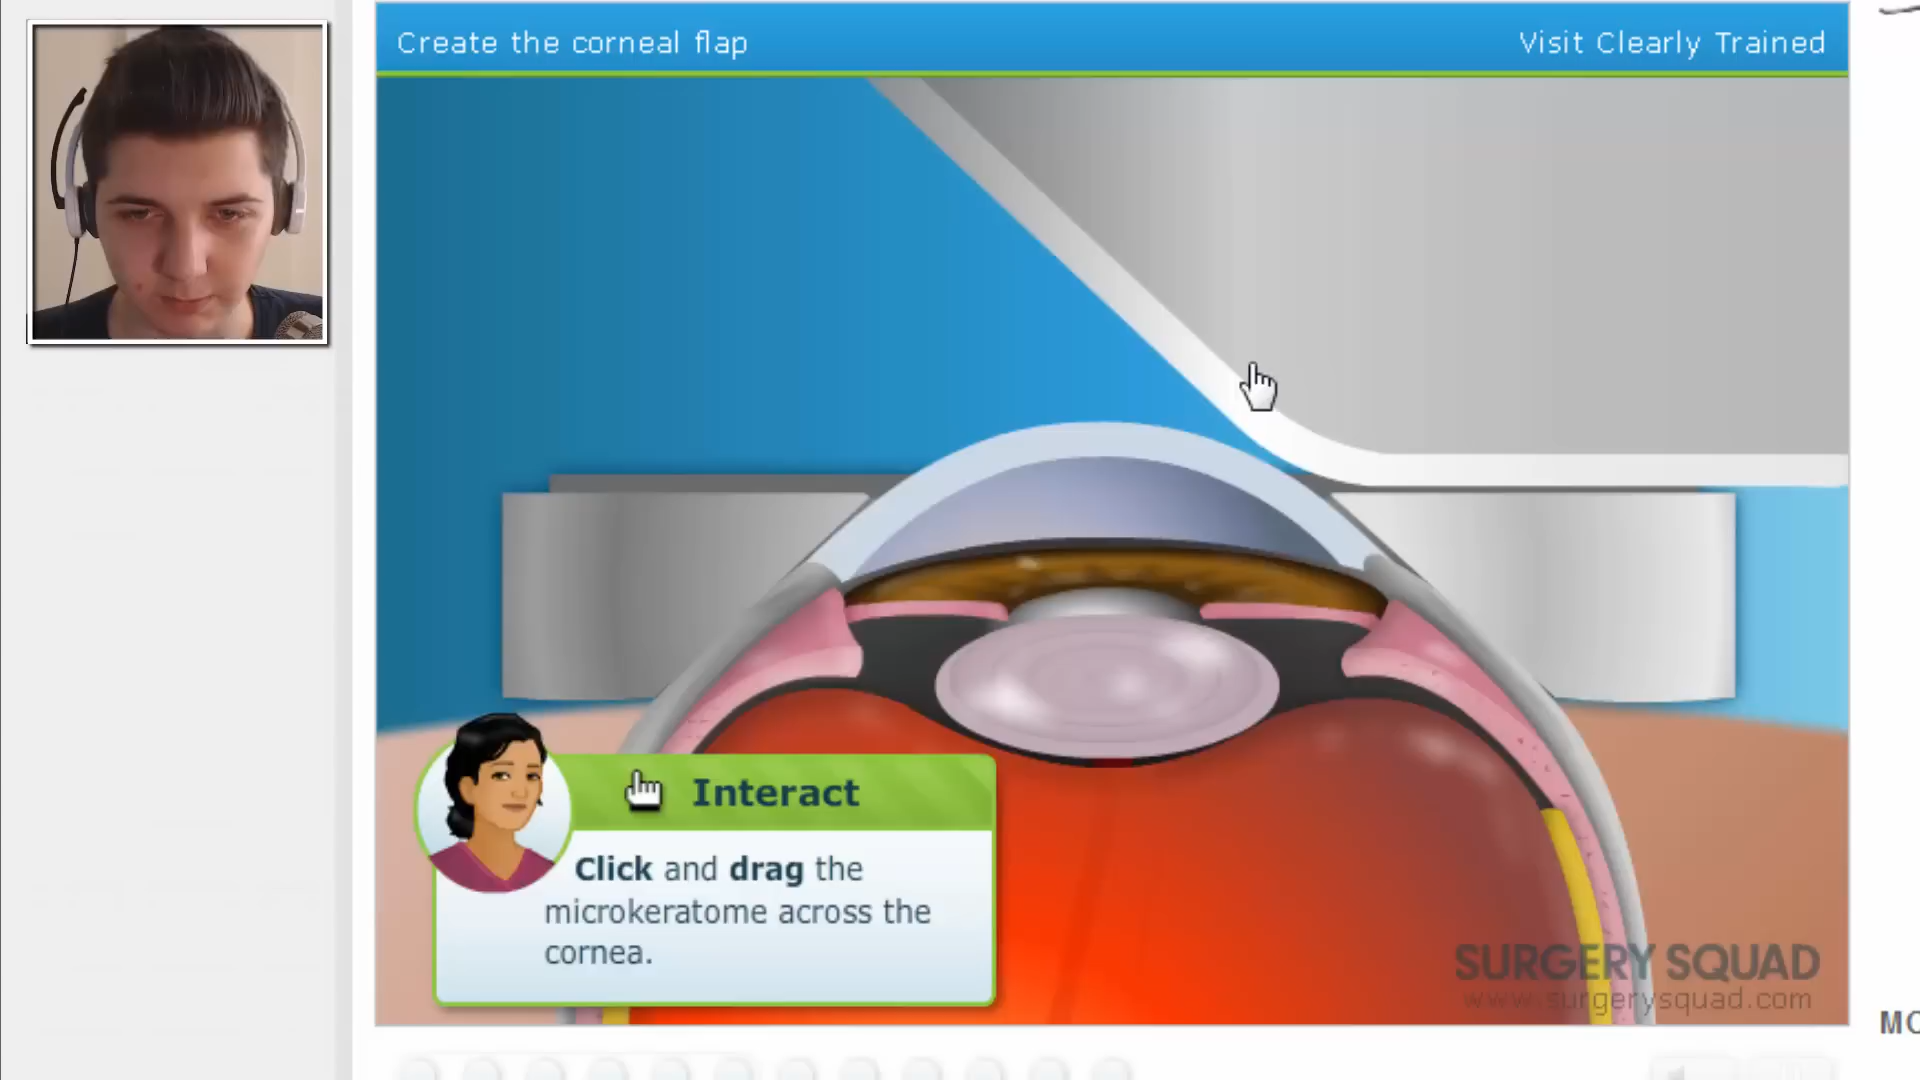 Create the corneal flap
Visit Clearly Trained
Interact
Click and drag the
microkeratome across the
cornea.
SURGERY SQUAD
www.surgerysquad.com